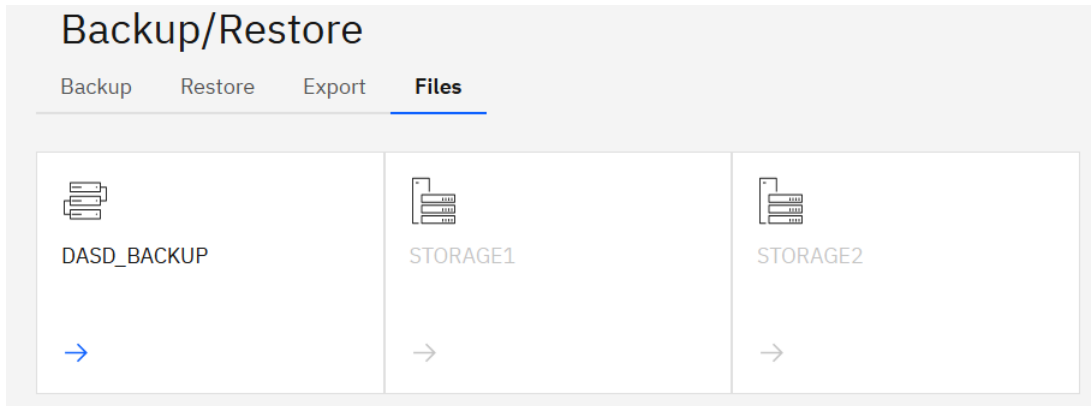 Backup/Restore
Backup Restore Export Files
DASD_BACKUP STORAGE1 STORAGE2